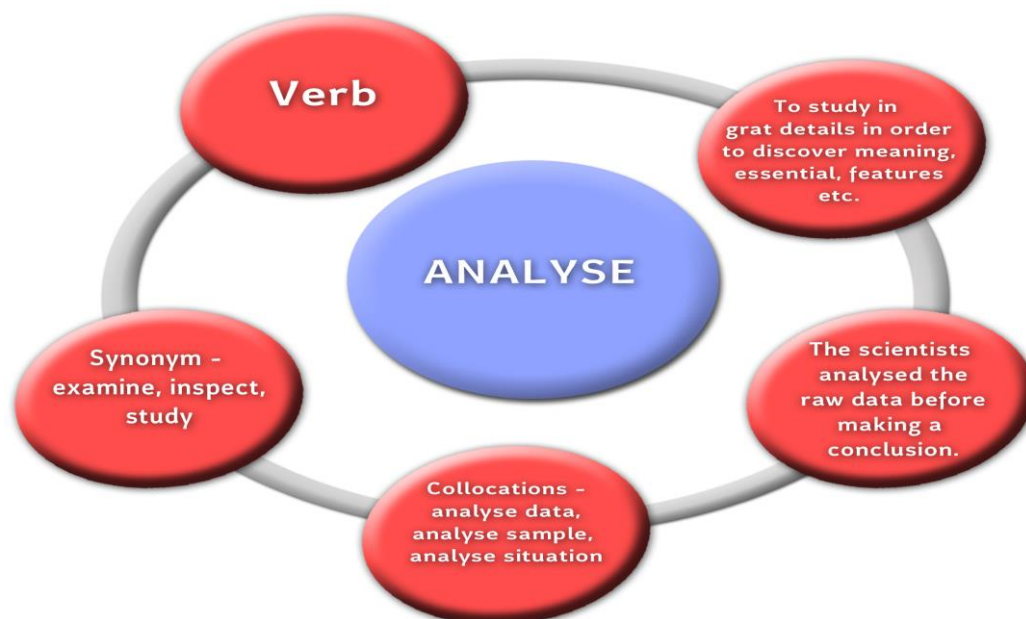 Verb
To study in
grat details in order
to discover meaning,
essential, features
etc.
ANALYSE
The scientists
analysed the
raw data before
making a
conclusion.
Synonym -
examine, inspect,
study
Collocations -
analyse data,
analyse sample,
analyse situation